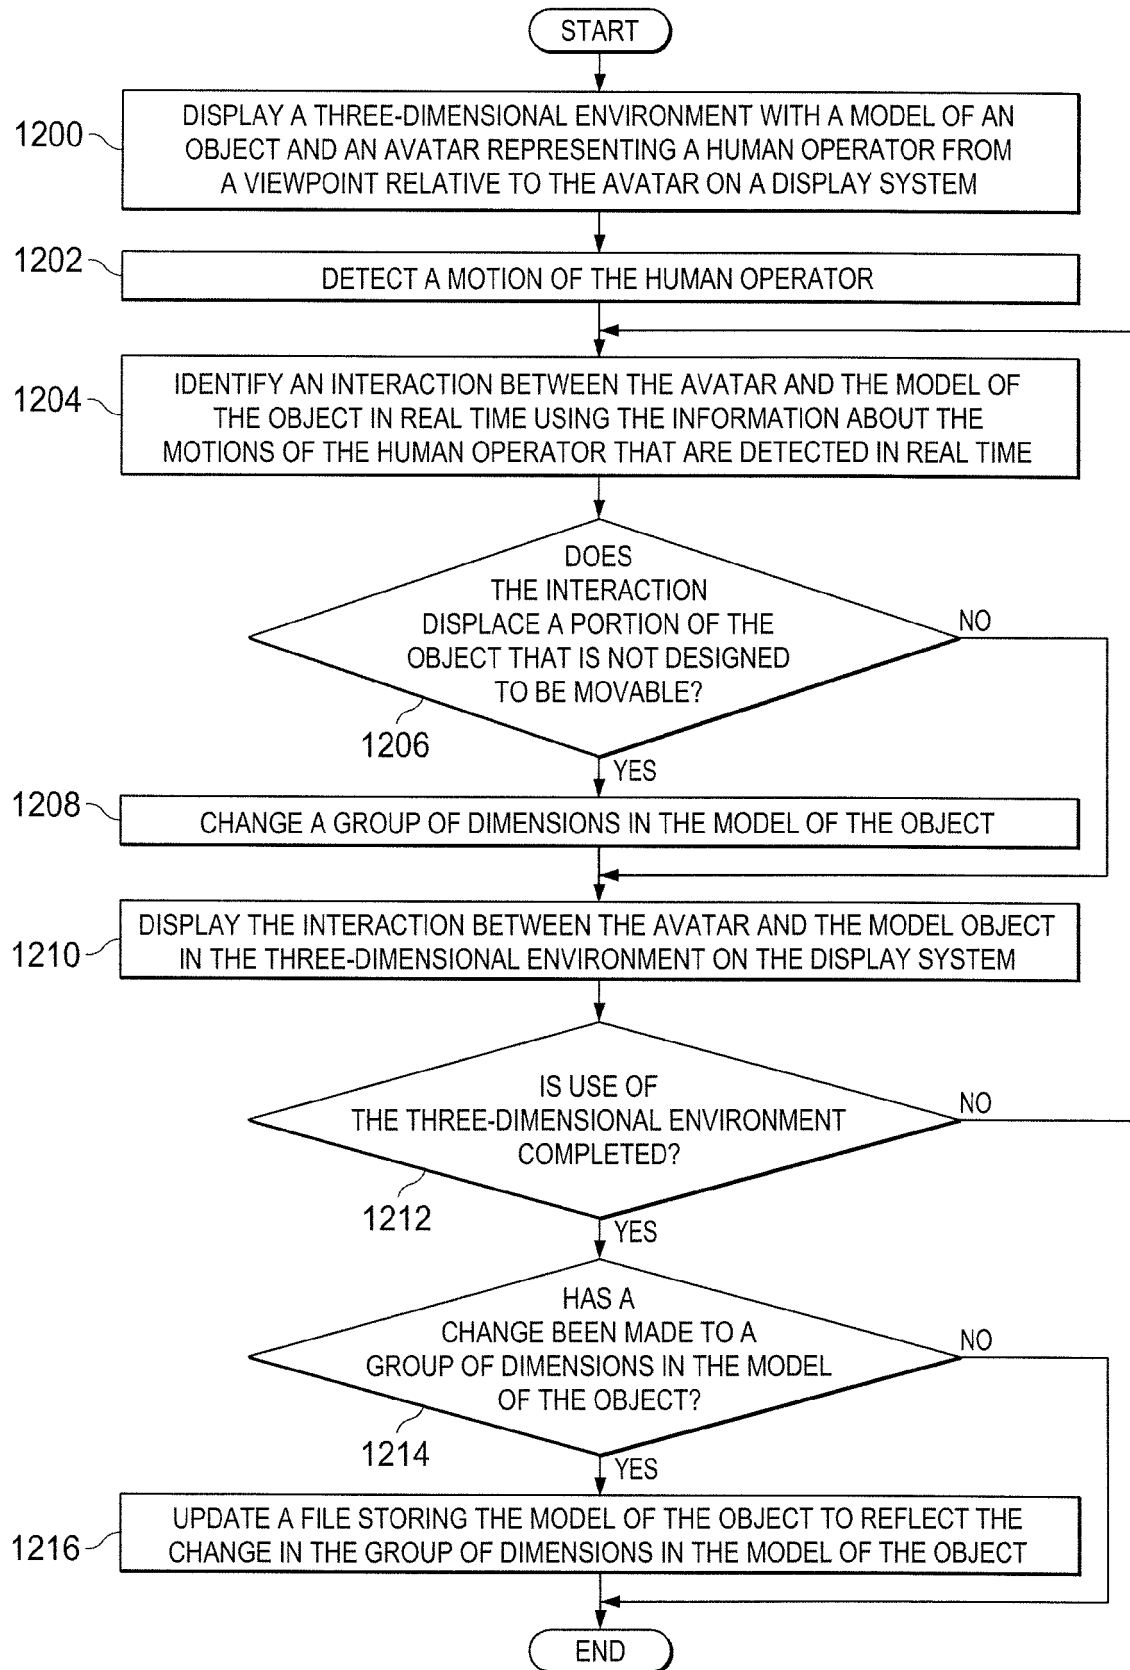 START
1200
DISPLAY A THREE-DIMENSIONAL ENVIRONMENT WITH A MODEL OF AN
OBJECT AND AN AVATAR REPRESENTING A HUMAN OPERATOR FROM
A VIEWPOINT RELATIVE TO THE AVATAR ON A DISPLAY SYSTEM
1202
DETECT A MOTION OF THE HUMAN OPERATOR
1204
IDENTIFY AN INTERACTION BETWEEN THE AVATAR AND THE MODEL OF
THE OBJECT IN REAL TIME USING THE INFORMATION ABOUT THE
MOTIONS OF THE HUMAN OPERATOR THAT ARE DETECTED IN REAL TIME
DOES
THE INTERACTION
DISPLACE A PORTION OF THE
OBJECT THAT IS NOT DESIGNED
TO BE MOVABLE?
NO
1206
YES
1208
CHANGE A GROUP OF DIMENSIONS IN THE MODEL OF THE OBJECT
1210
DISPLAY THE INTERACTION BETWEEN THE AVATAR AND THE MODEL OBJECT
IN THE THREE-DIMENSIONAL ENVIRONMENT ON THE DISPLAY SYSTEM
IS USE OF
THE THREE-DIMENSIONAL ENVIRONMENT
COMPLETED?
NO
1212
YES
HAS A
CHANGE BEEN MADE TO A
GROUP OF DIMENSIONS IN THE MODEL
OF THE OBJECT?
NO
1214
YES
1216
UPDATE A FILE STORING THE MODEL OF THE OBJECT TO REFLECT THE
CHANGE IN THE GROUP OF DIMENSIONS IN THE MODEL OF THE OBJECT
END